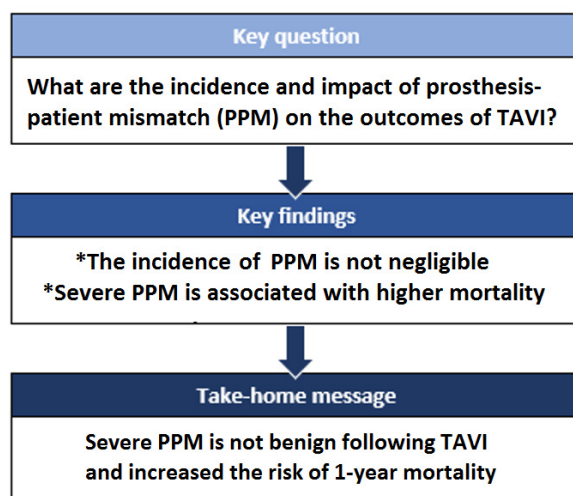 Key question
What are the incidence and impact of prosthesis-
patient mismatch (PPM) on the outcomes of TAVI?
Key findings
*The incidence of PPM is not negligible
*Severe PPM is associated with higher mortality
Take-home message
Severe PPM is not benign following TAVI
and increased the risk of 1-year mortality